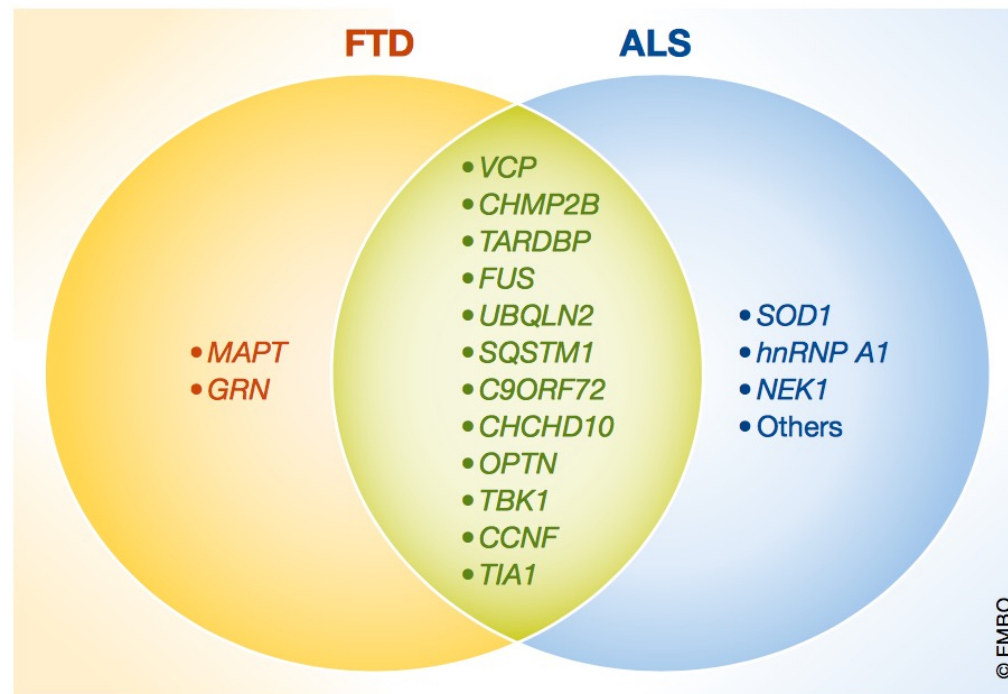 FTD
ALS
• VCP
• CHMP2B
• TARDBP
• FUS
• UBQLN2
• SQSTM1
• C9ORF72
• CHCHD10
• OPTN
• TBK1
• CCNF
• TIA1
• MAPT
• GRN
• SOD1
• hnRNP A1
• NEK1
• Others
© EMBO